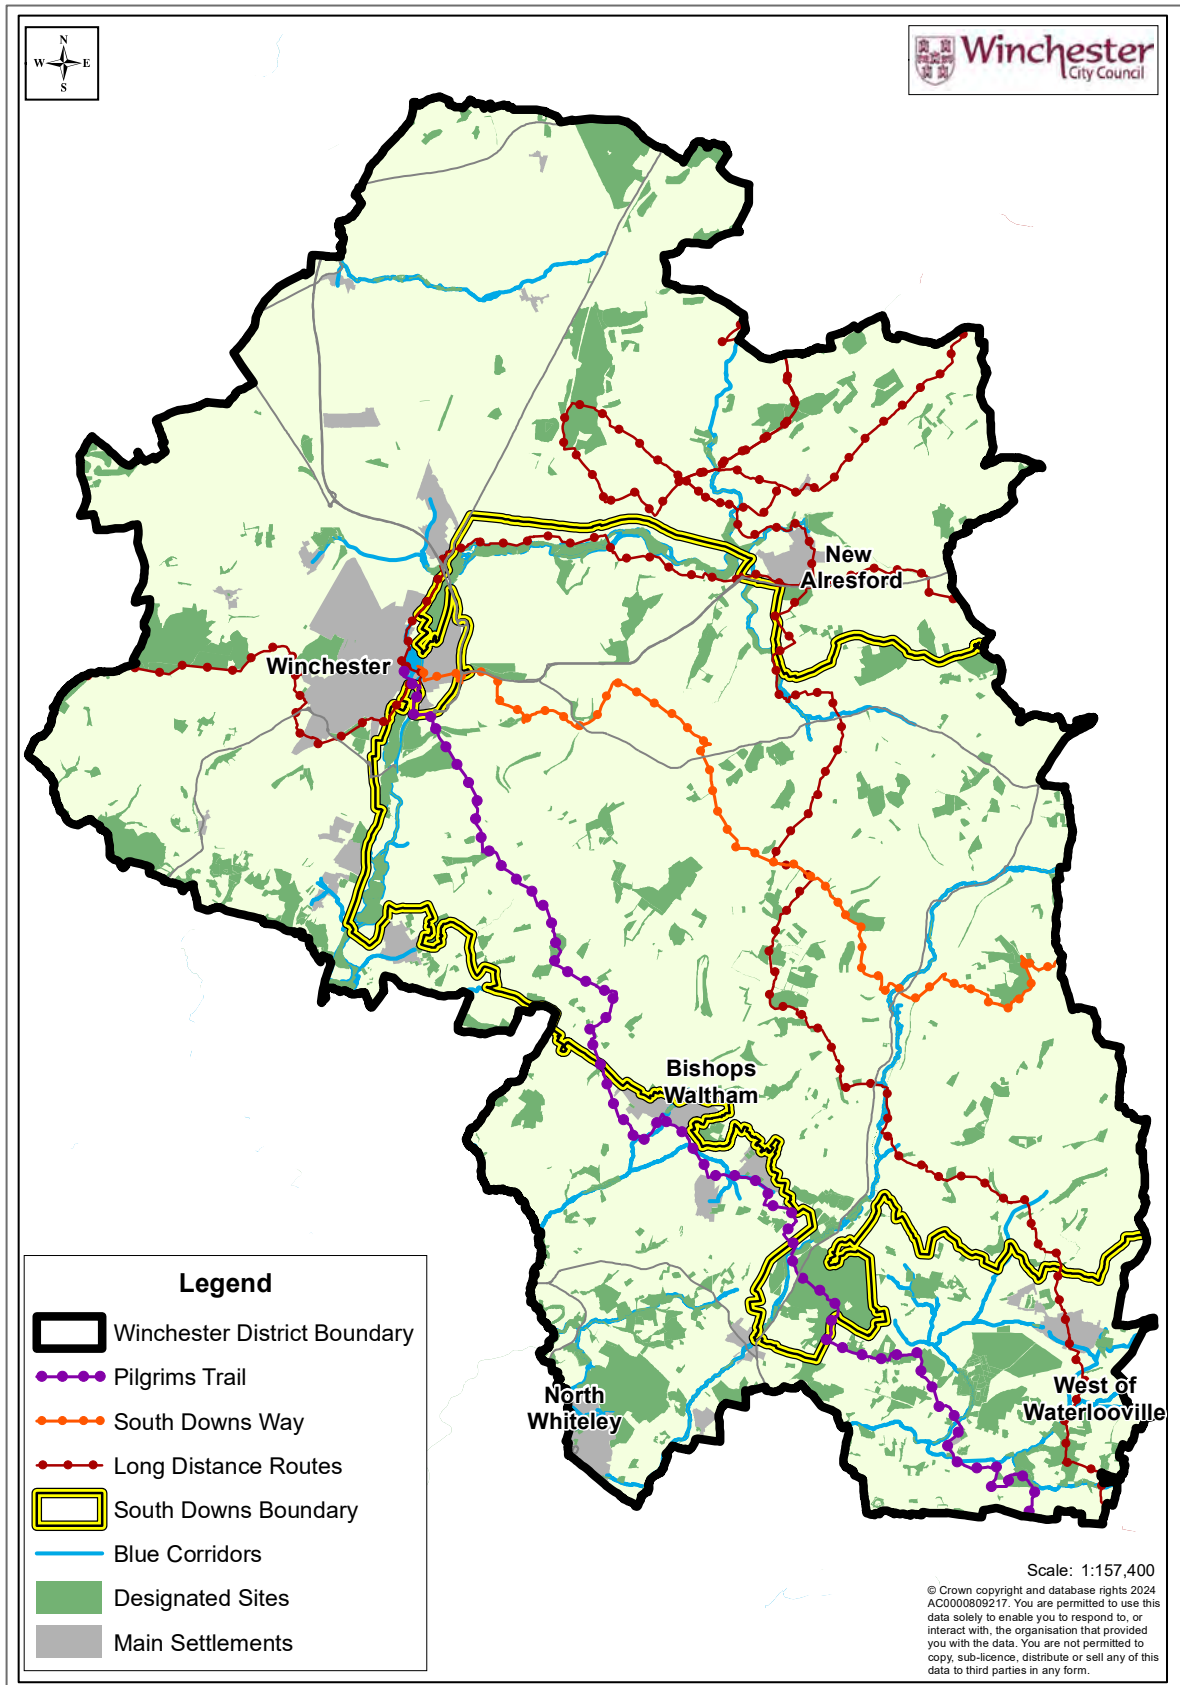 N
W E
S
Winchester
City Council
New
Alresford
Winchester
Bishops
Waltham
North
Whiteley
West of
Waterlooville
Legend
Winchester District Boundary
Pilgrims Trail
South Downs Way
Long Distance Routes
South Downs Boundary
Blue Corridors
Designated Sites
Main Settlements
Scale: 1:157,400
© Crown copyright and database rights 2024
AC0000809217. You are permitted to use this
data solely to enable you to respond to, or
interact with, the organisation that provided
you with the data. You are not permitted to
copy, sub-licence, distribute or sell any of this
data to third parties in any form.